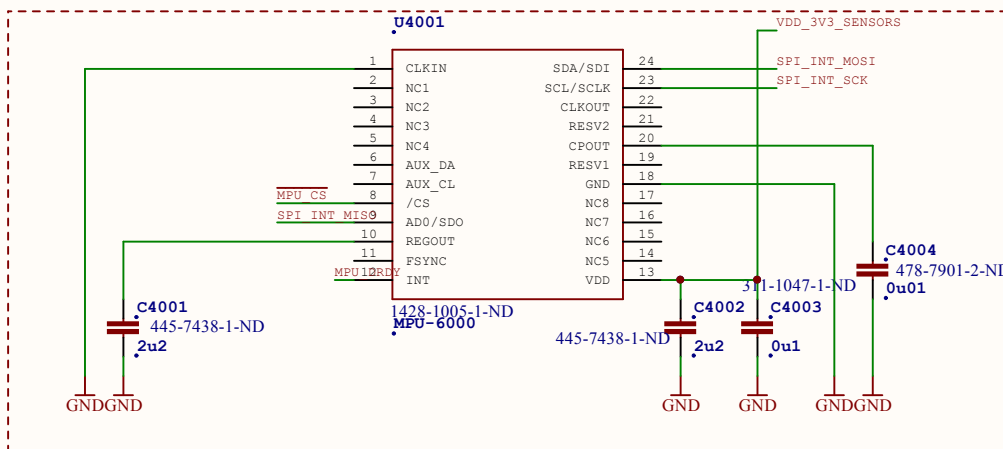 U4001
VDD_3V3_SENSORS
1 CLKIN SDA/SDI 24 SPI_INT_MOSI
2 NC1 SCL/SCLK 23 SPI_INT_SCK
3 NC2 CLKOUT 22
4 NC3 RESV2 21
5 NC4 CPOUT 20
6 AUX_DA RESV1 19
7 AUX_CL GND 18
MPU_CS 8 /CS NC8 17
SPI_INT_MISO 9 AD0/SDO NC7 16
10 REGOUT NC6 15
11 FSYNC NC5 14
MPU_DRDY 12 INT VDD 13
C4004
478-7901-2-ND
0u01
311-1047-1-ND
1428-1005-1-ND
MPU-6000
C4001
445-7438-1-ND
2u2
C4002
445-7438-1-ND
2u2
C4003
0u1
GND GND GND GND GND GND